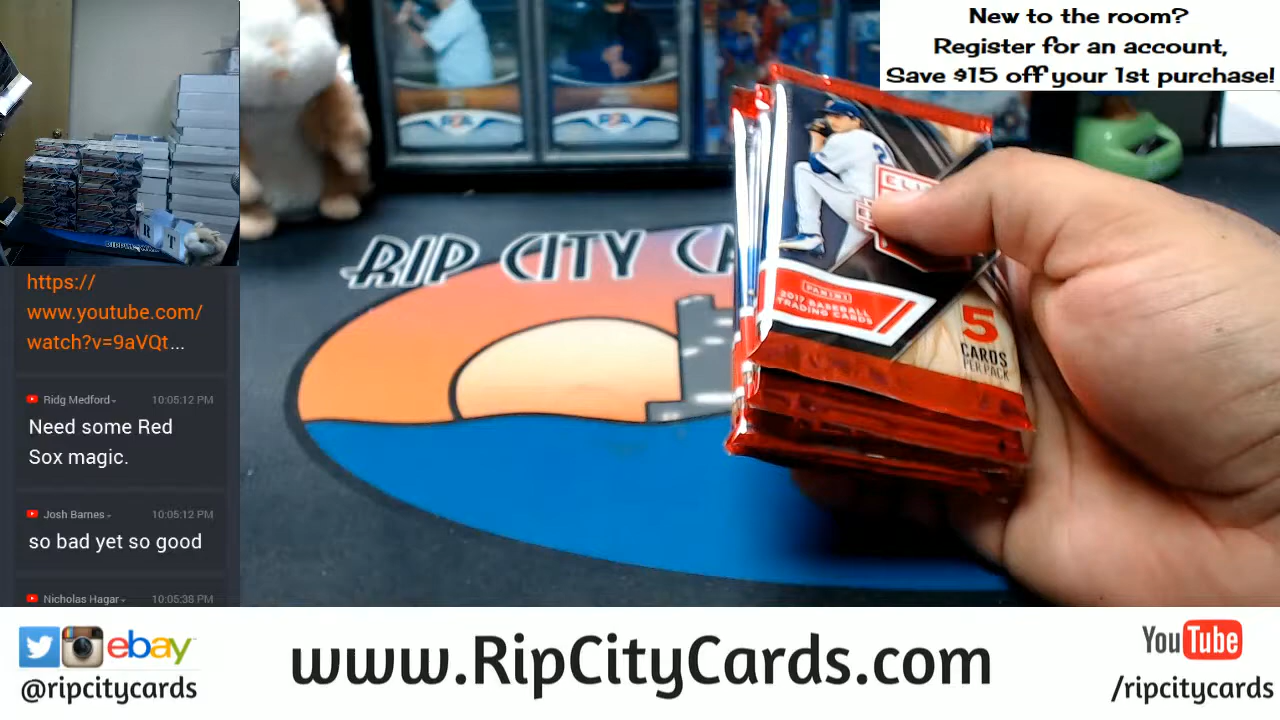 New to the room?
Register for an account,
Save $15 off your 1st purchase!
https://
www.youtube.com/
watch?v=9aVQt...
Ridg Medford
10:05:12 PM
Need some Red
Sox magic.
Josh Barnes
10:05:12 PM
so bad yet so good
Nicholas Hagar
10:05:38 PM
RIP CITY CA
PANINI
2017 BASEBALL
TRADING CARDS
5
CARDS
PER PACK
R T
ebay
@ripcitycards
www.RipCityCards.com
YouTube
/ripcitycards